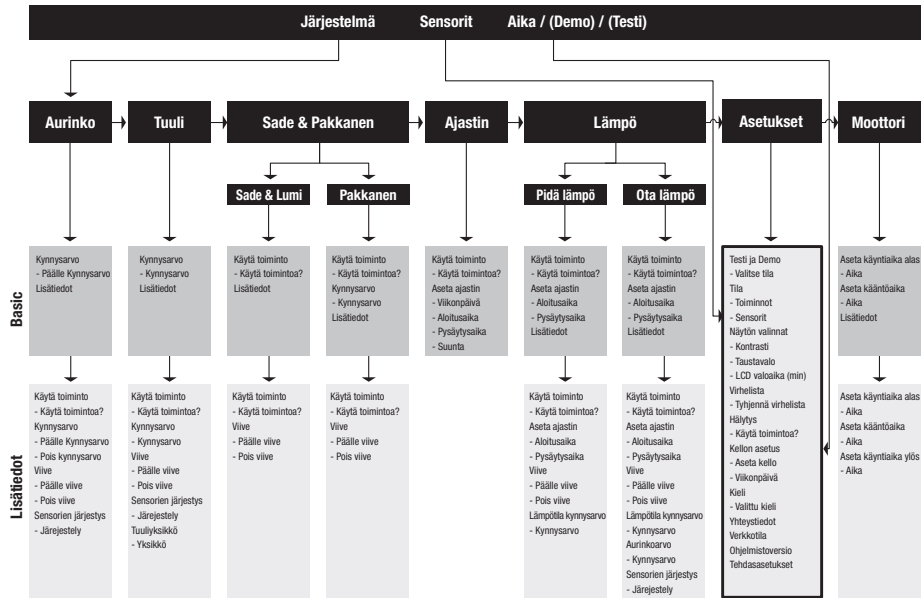 Järjestelmä Sensorit Aika / (Demo) / (Testi)
Aurinko Tuuli Sade & Pakkanen Ajastin Lämpö Asetukset Moottori
Sade & Lumi Pakkanen Pidä lämpö Ota lämpö
Basic
Kynnysarvo
- Päälle Kynnysarvo
Lisätiedot
Kynnysarvo
- Kynnysarvo
Lisätiedot
Käytä toiminto
- Käytä toimintoa?
Lisätiedot
Käytä toiminto
- Käytä toimintoa?
Kynnysarvo
- Kynnysarvo
Lisätiedot
Käytä toiminto
- Käytä toimintoa?
Aseta ajastin
- Viikonpäivä
- Aloitusaika
- Pysäytysaika
- Suunta
Käytä toiminto
- Käytä toimintoa?
Aseta ajastin
- Aloitusaika
- Pysäytysaika
Lisätiedot
Käytä toiminto
- Käytä toimintoa?
Aseta ajastin
- Aloitusaika
- Pysäytysaika
Lisätiedot
Testi ja Demo
- Valitse tila
Tila
- Toiminnot
- Sensorit
Näytön valinnat
- Kontrasti
- Taustavalo
- LCD valoaika (min)
Virhelista
- Tyhjennä virhelista
Hälytys
- Käytä toimintoa?
Kellon asetus
- Aseta kello
- Viikonpäivä
Kieli
- Valittu kieli
Yhteystiedot
Verkkotila
Ohjelmistoversio
Tehdasasetukset
Aseta käyntiaika alas
- Aika
Aseta kääntöaika
- Aika
Lisätiedot
Lisätiedot
Käytä toiminto
- Käytä toimintoa?
Kynnysarvo
- Päälle Kynnysarvo
- Pois kynnysarvo
Viive
- Päälle viive
- Pois viive
Sensorien järjestys
- Järejestely
Käytä toiminto
- Käytä toimintoa?
Kynnysarvo
- Kynnysarvo
Viive
- Päälle viive
- Pois viive
Sensorien järjestys
- Järejestely
Tuuliyksikkö
- Yksikkö
Käytä toiminto
- Käytä toimintoa?
Viive
- Päälle viive
- Pois viive
Käytä toiminto
- Käytä toimintoa?
Viive
- Päälle viive
- Pois viive
Käytä toiminto
- Käytä toimintoa?
Aseta ajastin
- Aloitusaika
- Pysäytysaika
Viive
- Päälle viive
- Pois viive
Lämpötila kynnysarvo
- Kynnysarvo
Käytä toiminto
- Käytä toimintoa?
Aseta ajastin
- Aloitusaika
- Pysäytysaika
Viive
- Päälle viive
- Pois viive
Lämpötila kynnysarvo
- Kynnysarvo
Aurinkoarvo
- Kynnysarvo
Sensorien järjestys
- Järejestely
Aseta käyntiaika alas
- Aika
Aseta kääntöaika
- Aika
Aseta käyntiaika ylös
- Aika